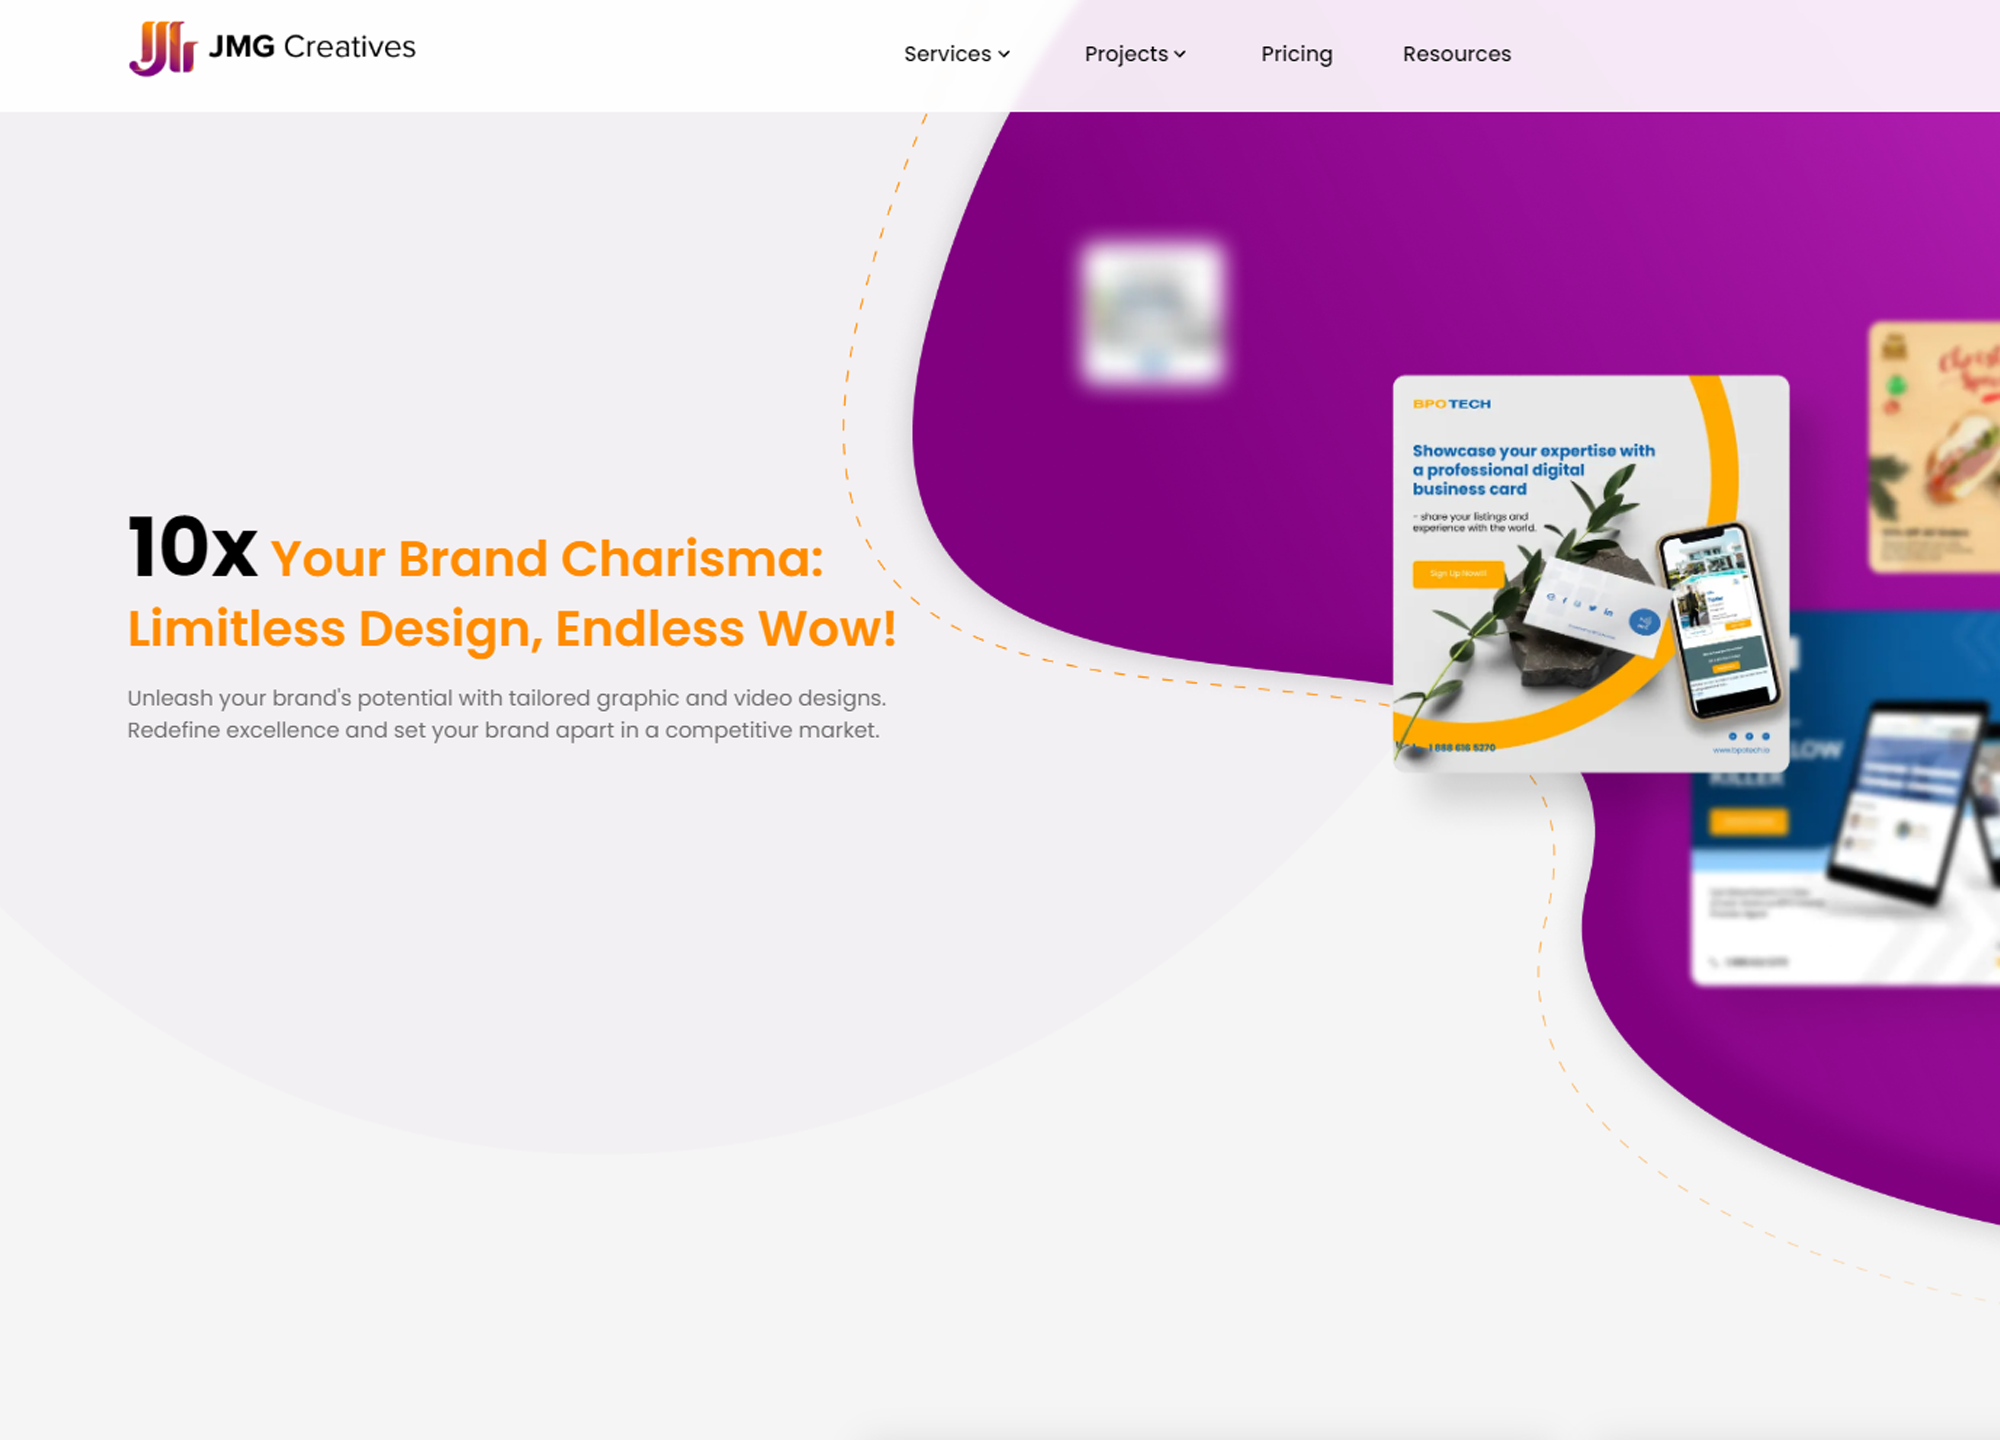 JMG Creatives
Services
Projects
Pricing
Resources
10x Your Brand Charisma:
Limitless Design, Endless Wow!
Unleash your brand's potential with tailored graphic and video designs.
Redefine excellence and set your brand apart in a competitive market.
BPOTECH
Showcase your expertise with
a professional digital
business card
- share your listings and
experience with the world.
Sign Up Now!!!
1 888 616 5270
www.bpotech.io
LOW
KILLER